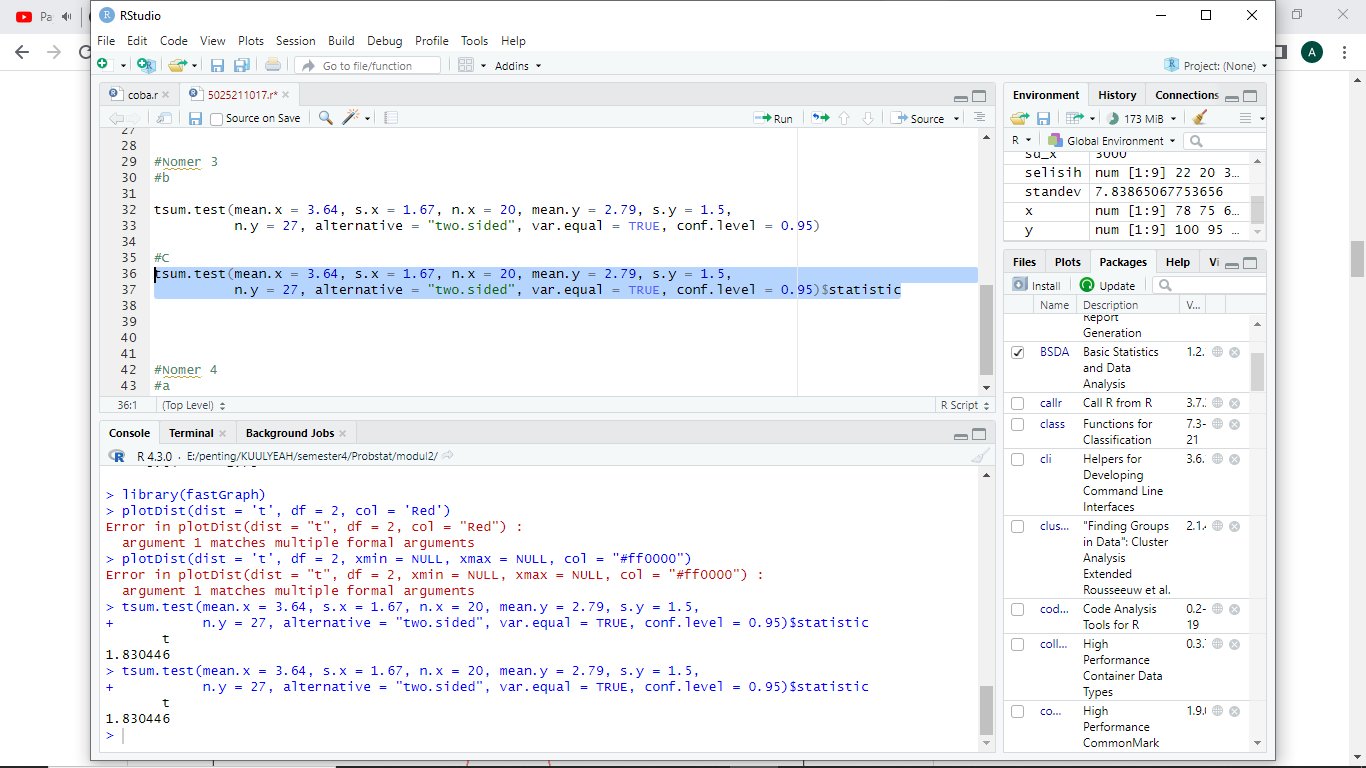 Pa
RStudio
A
File Edit Code View Plots Session Build Debug Profile Tools Help
Go to file/function Addins Project: (None)
coba.r 5025211017.r*
Source on Save Run Source
27
28
29 #Nomer 3
30 #b
31
32 tsum.test(mean.x = 3.64, s.x = 1.67, n.x = 20, mean.y = 2.79, s.y = 1.5,
33 n.y = 27, alternative = "two.sided", var.equal = TRUE, conf.level = 0.95)
34
35 #C
36 tsum.test(mean.x = 3.64, s.x = 1.67, n.x = 20, mean.y = 2.79, s.y = 1.5,
37 n.y = 27, alternative = "two.sided", var.equal = TRUE, conf.level = 0.95)$statistic
38
39
40
41
42 #Nomer 4
43 #a
36:1 (Top Level) R Script
Console Terminal Background Jobs
R 4.3.0 · E:/penting/KUULYEAH/semester4/Probstat/modul2/
> library(fastGraph)
> plotDist(dist = 't', df = 2, col = 'Red')
Error in plotDist(dist = "t", df = 2, col = "Red") :
argument 1 matches multiple formal arguments
> plotDist(dist = 't', df = 2, xmin = NULL, xmax = NULL, col = "#ff0000")
Error in plotDist(dist = "t", df = 2, xmin = NULL, xmax = NULL, col = "#ff0000") :
argument 1 matches multiple formal arguments
> tsum.test(mean.x = 3.64, s.x = 1.67, n.x = 20, mean.y = 2.79, s.y = 1.5,
+ n.y = 27, alternative = "two.sided", var.equal = TRUE, conf.level = 0.95)$statistic
t
1.830446
> tsum.test(mean.x = 3.64, s.x = 1.67, n.x = 20, mean.y = 2.79, s.y = 1.5,
+ n.y = 27, alternative = "two.sided", var.equal = TRUE, conf.level = 0.95)$statistic
t
1.830446
>
Environment History Connections
173 MiB
R Global Environment
sd_x 3000
selisih num [1:9] 22 20 3…
standev 7.83865067753656
x num [1:9] 78 75 6…
y num [1:9] 100 95 …
Files Plots Packages Help Vi
Install Update
Name Description V...
Report
Generation
BSDA Basic Statistics 1.2.
and Data
Analysis
callr Call R from R 3.7.
class Functions for 7.3-
Classification 21
cli Helpers for 3.6.
Developing
Command Line
Interfaces
clus... "Finding Groups 2.1.
in Data": Cluster
Analysis
Extended
Rousseeuw et al.
cod... Code Analysis 0.2-
Tools for R 19
coll... High 0.3.
Performance
Container Data
Types
co... High 1.9.
Performance
CommonMark